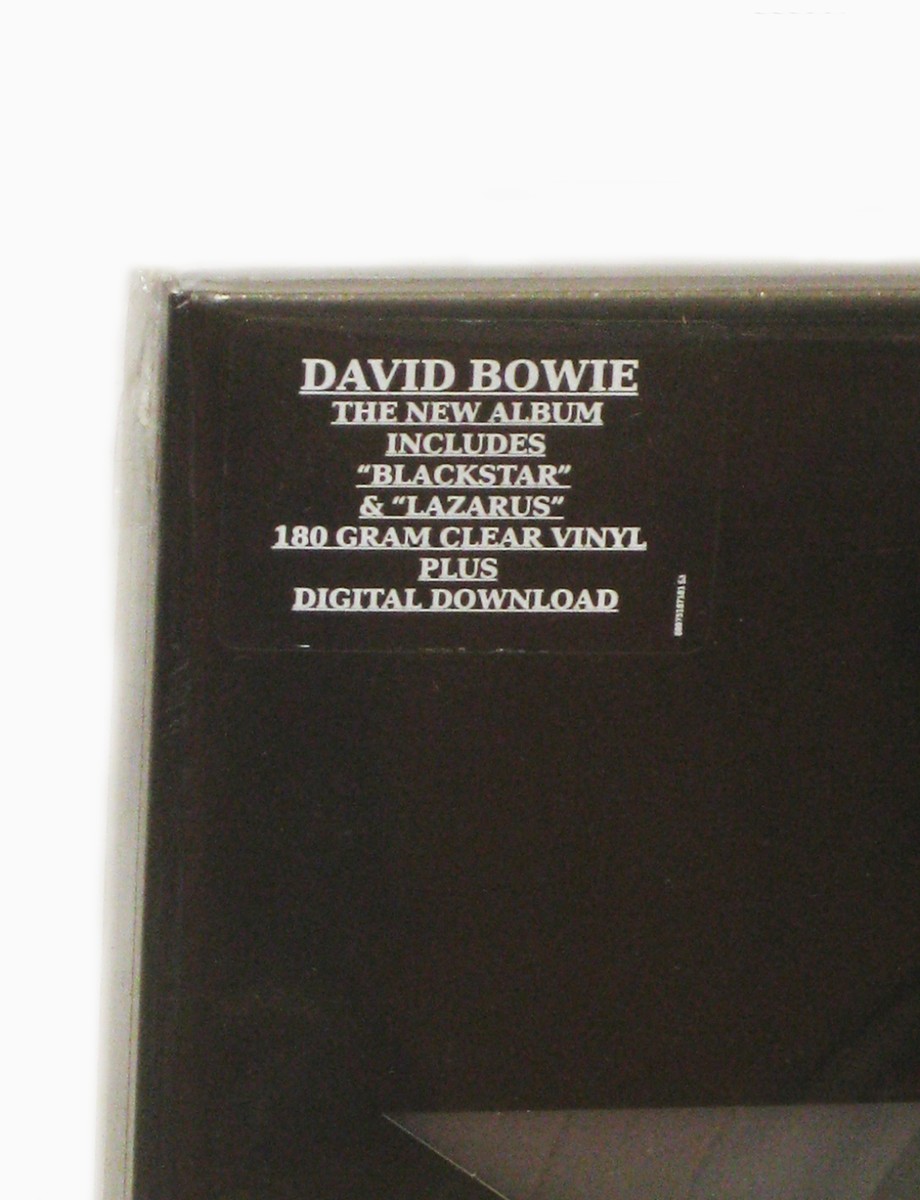 DAVID BOWIE
THE NEW ALBUM
INCLUDES
“BLACKSTAR”
& “LAZARUS”
180 GRAM CLEAR VINYL
PLUS
DIGITAL DOWNLOAD